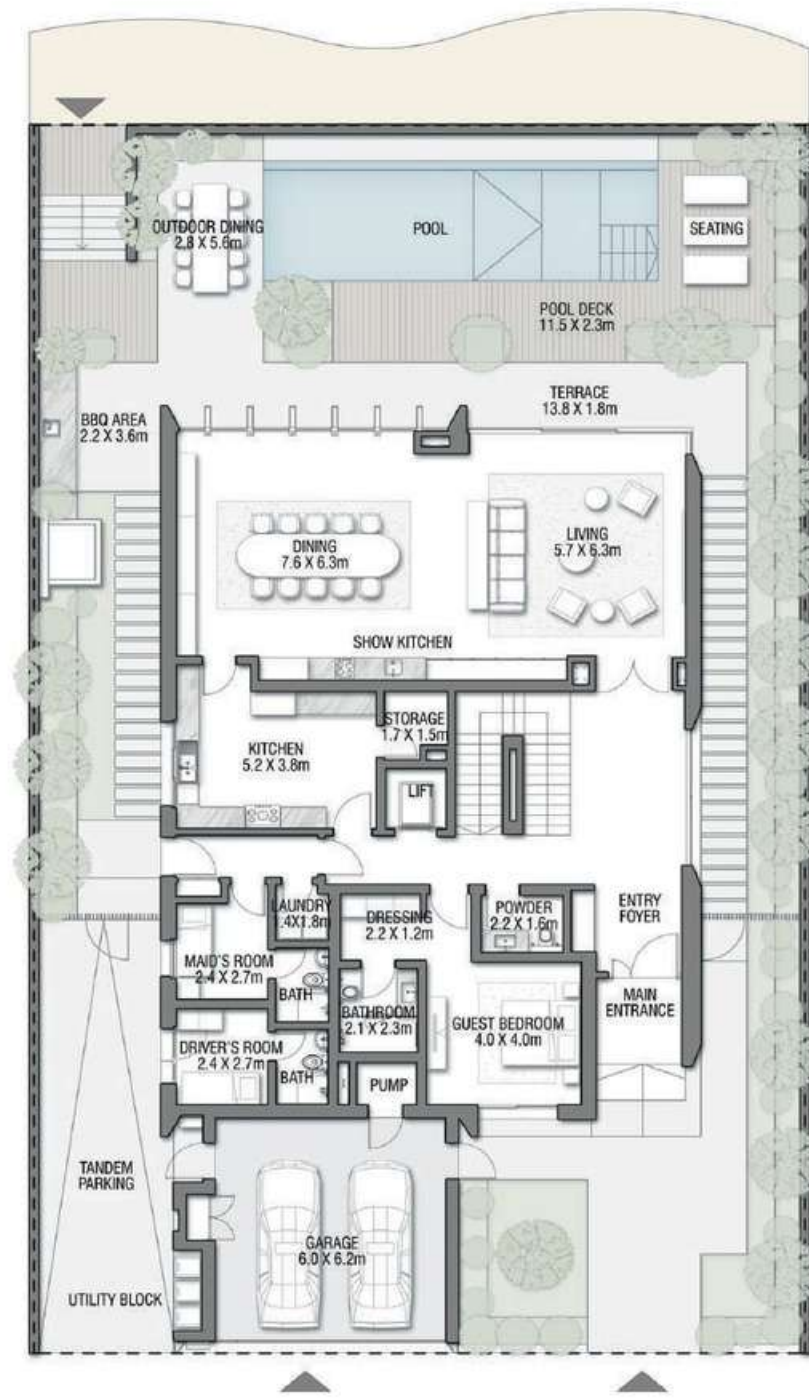 OUTDOOR DINING
2.8 X 5.6m
POOL
SEATING
POOL DECK
11.5 X 2.3m
TERRACE
13.8 X 1.8m
BBQ AREA
2.2 X 3.6m
DINING
7.6 X 6.3m
LIVING
5.7 X 6.3m
SHOW KITCHEN
STORAGE
1.7 X 1.5m
KITCHEN
5.2 X 3.8m
LIFT
LAUNDRY
1.4X1.8m
DRESSING
2.2 X 1.2m
POWDER
2.2 X 1.6m
ENTRY
FOYER
MAID'S ROOM
2.4 X 2.7m
BATH
BATHROOM
2.1 X 2.3m
GUEST BEDROOM
4.0 X 4.0m
MAIN
ENTRANCE
DRIVER'S ROOM
2.4 X 2.7m
BATH
PUMP
TANDEM
PARKING
GARAGE
6.0 X 6.2m
UTILITY BLOCK